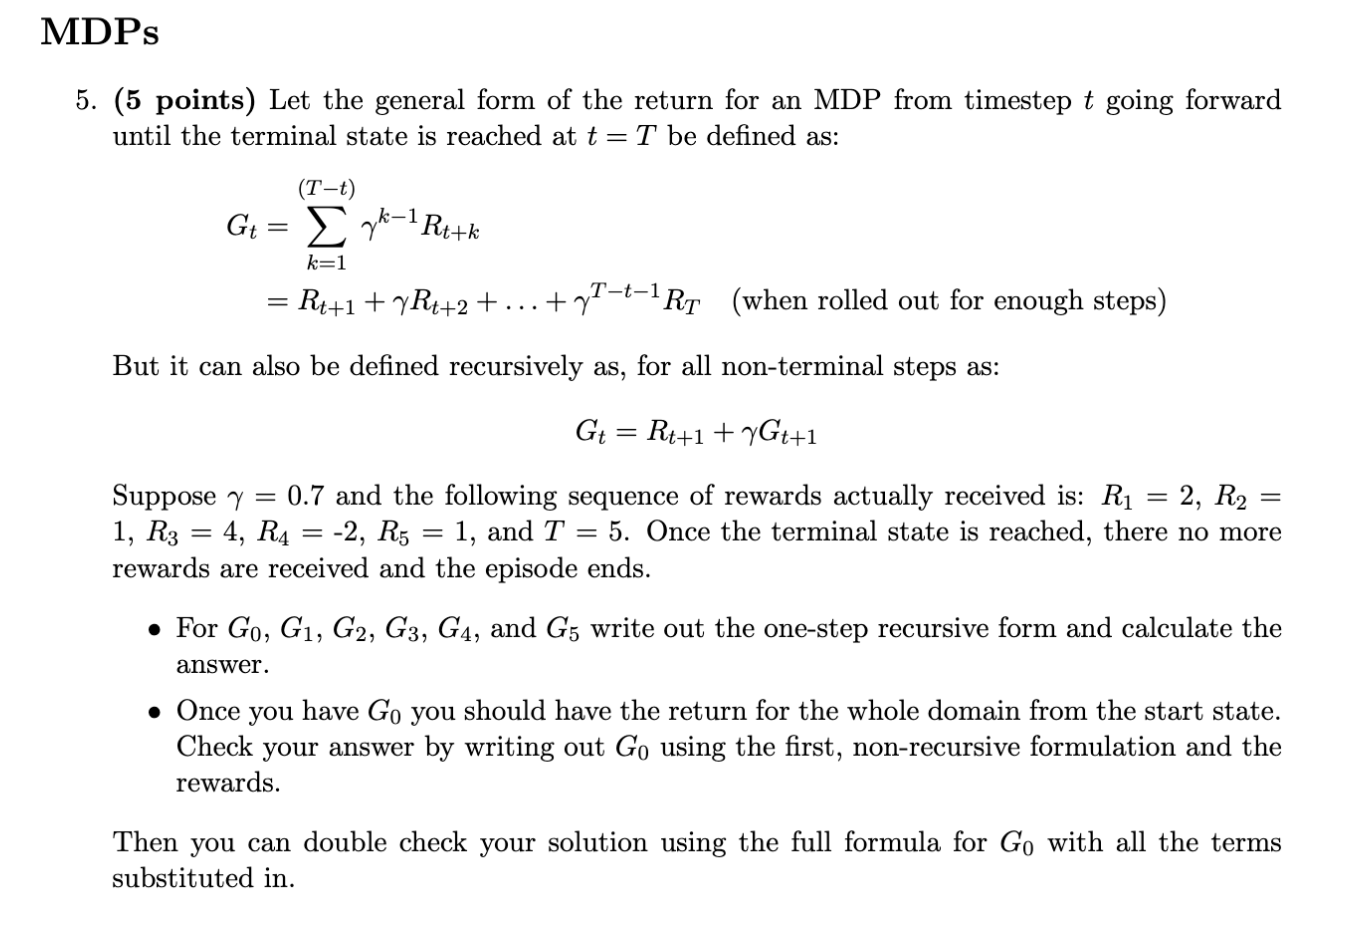 MDPs
5. (5 points) Let the general form of the return for an MDP from timestep t going forward
until the terminal state is reached at t = T be defined as:
(T−t)
G_t = ∑ γ^{k−1} R_{t+k}
k=1
= R_{t+1} + γR_{t+2} + . . . + γ^{T−t−1} R_T (when rolled out for enough steps)
But it can also be defined recursively as, for all non-terminal steps as:
G_t = R_{t+1} + γG_{t+1}
Suppose γ = 0.7 and the following sequence of rewards actually received is: R_1 = 2, R_2 =
1, R_3 = 4, R_4 = -2, R_5 = 1, and T = 5. Once the terminal state is reached, there no more
rewards are received and the episode ends.
• For G_0, G_1, G_2, G_3, G_4, and G_5 write out the one-step recursive form and calculate the
answer.
• Once you have G_0 you should have the return for the whole domain from the start state.
Check your answer by writing out G_0 using the first, non-recursive formulation and the
rewards.
Then you can double check your solution using the full formula for G_0 with all the terms
substituted in.